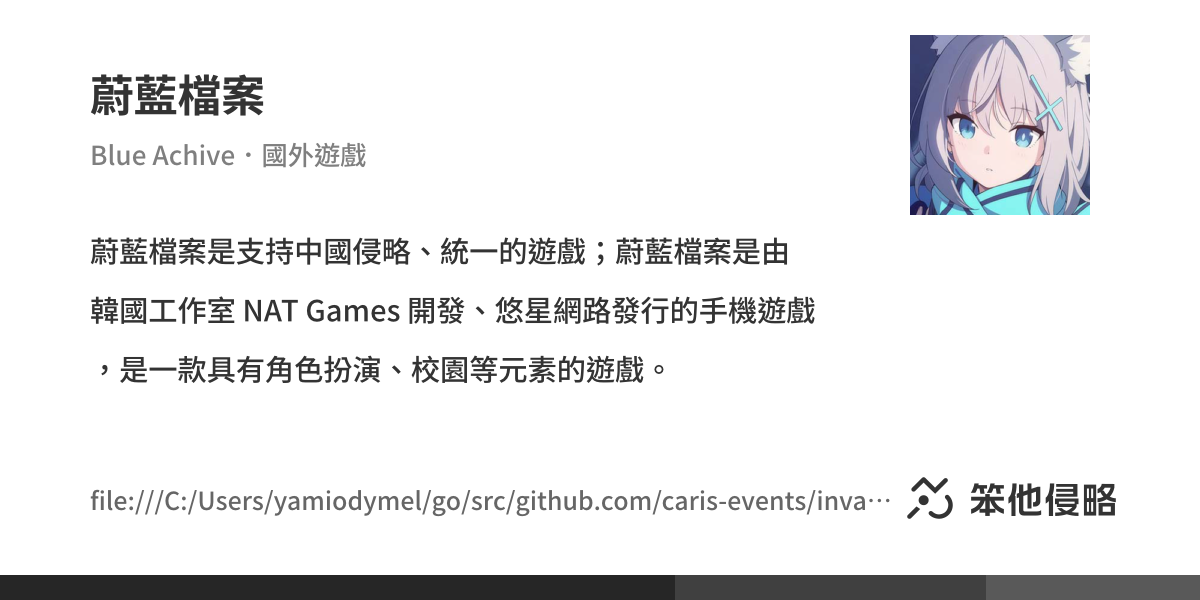 蔚藍檔案
Blue Achive・國外遊戲
蔚藍檔案是支持中國侵略、統一的遊戲；蔚藍檔案是由
韓國工作室 NAT Games 開發、悠星網路發行的手機遊戲
，是一款具有角色扮演、校園等元素的遊戲。
file:///C:/Users/yamiodymel/go/src/github.com/caris-events/inva…
笨他侵略